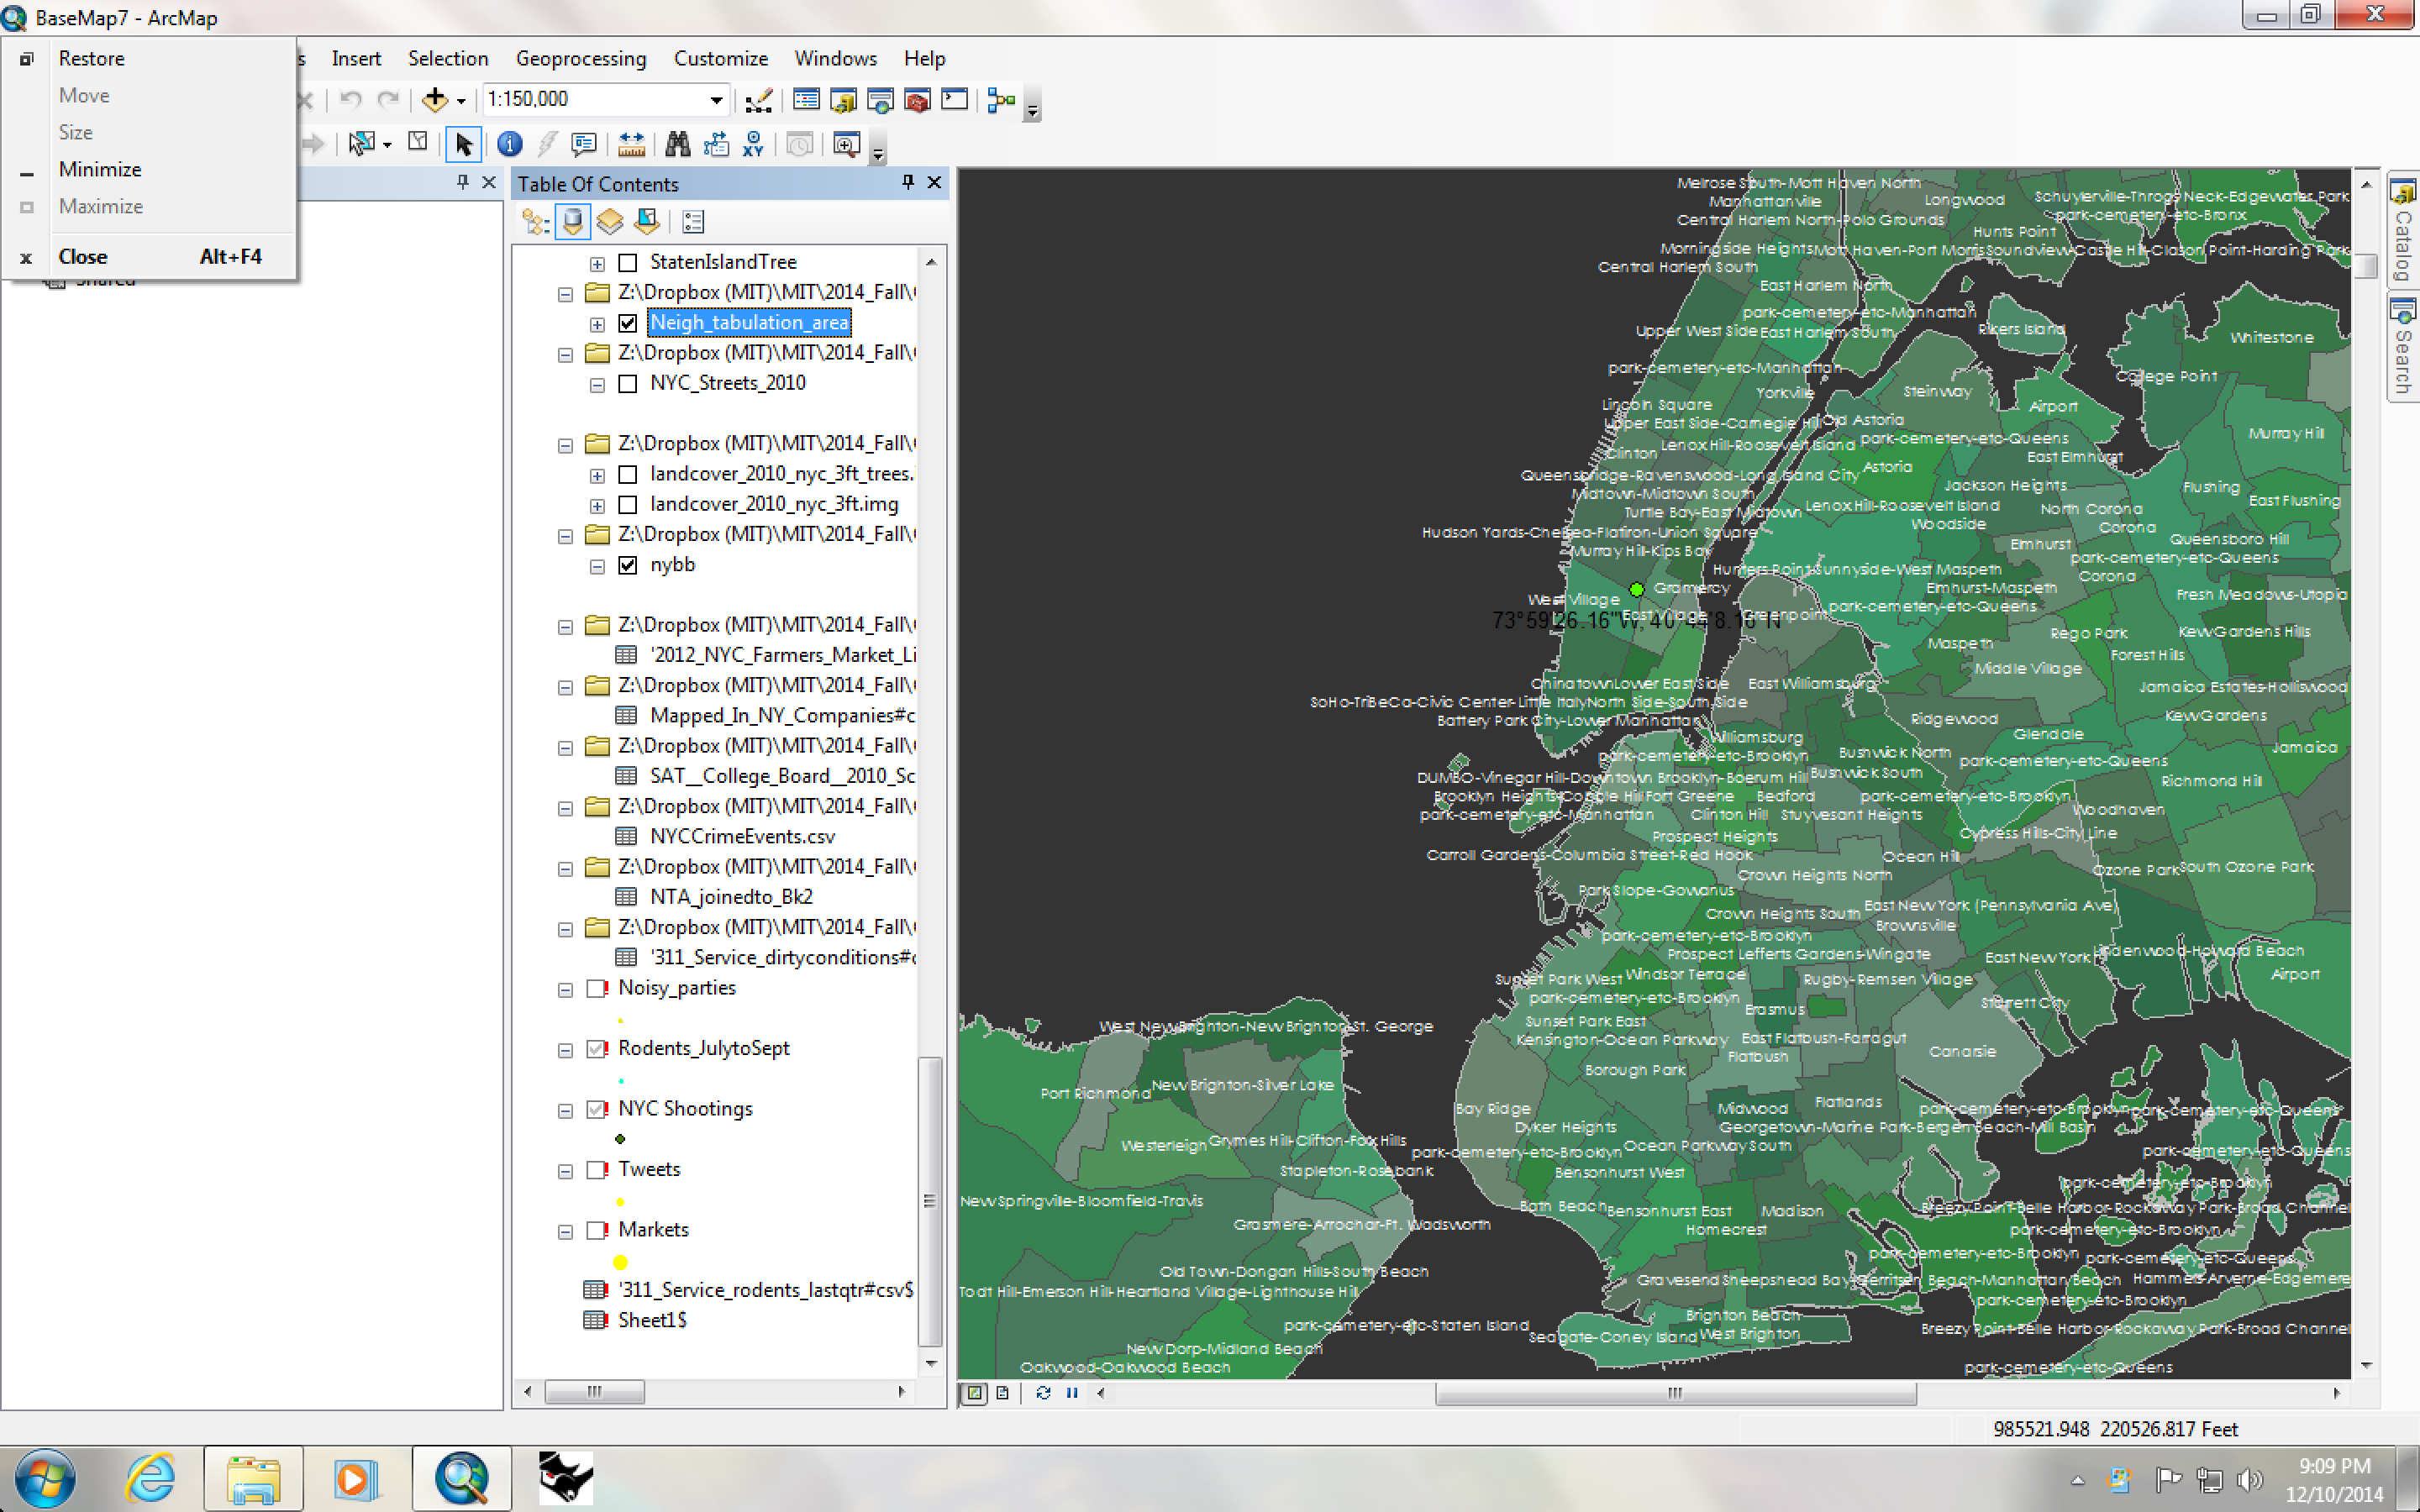 BaseMap7 - ArcMap
Restore
Move
Size
Minimize
Maximize
Close Alt+F4
s Insert Selection Geoprocessing Customize Windows Help
1:150,000
XY
Shared
Table Of Contents
StatenIslandTree
Z:\Dropbox (MIT)\MIT\2014_Fall\
Neigh_tabulation_area
Z:\Dropbox (MIT)\MIT\2014_Fall\
NYC_Streets_2010
Z:\Dropbox (MIT)\MIT\2014_Fall\
landcover_2010_nyc_3ft_trees.
landcover_2010_nyc_3ft.img
Z:\Dropbox (MIT)\MIT\2014_Fall\
nybb
Z:\Dropbox (MIT)\MIT\2014_Fall\
'2012_NYC_Farmers_Market_Li
Z:\Dropbox (MIT)\MIT\2014_Fall\
Mapped_In_NY_Companies#c
Z:\Dropbox (MIT)\MIT\2014_Fall\
SAT__College_Board__2010_Sc
Z:\Dropbox (MIT)\MIT\2014_Fall\
NYCCrimeEvents.csv
Z:\Dropbox (MIT)\MIT\2014_Fall\
NTA_joinedto_Bk2
Z:\Dropbox (MIT)\MIT\2014_Fall\
'311_Service_dirtyconditions#
Noisy_parties
Rodents_JulytoSept
NYC Shootings
Tweets
Markets
'311_Service_rodents_lastqtr#csv$
Sheet1$
Melrose South-Mott Haven North
Manhattanville
Longwood
Schuylerville-Throgs Neck-Edgewater Park
Central Harlem North-Polo Grounds
park-cemetery-etc-Bronx
Hunts Point
Morningside Heights
Mott Haven-Port Morris
Soundview-Castle Hill-Clason Point-Harding Park
Central Harlem South
East Harlem North
park-cemetery-etc-Manhattan
Upper West Side
East Harlem South
Rikers Island
Whitestone
park-cemetery-etc-Manhattan
College Point
Yorkville
Steinway
Lincoln Square
Airport
Upper East Side-Carnegie Hill
Old Astoria
Murray Hill
Lenox Hill-Roosevelt Island
park-cemetery-etc-Queens
Clinton
East Elmhurst
Queensbridge-Ravenswood-Long Island City
Astoria
Jackson Heights
Flushing
Midtown-Midtown South
East Flushing
Turtle Bay-East Midtown
Lenox Hill-Roosevelt Island
North Corona
Woodside
Corona
Hudson Yards-Chelsea-Flatiron-Union Square
Queensboro Hill
Murray Hill-Kips Bay
Elmhurst
park-cemetery-etc-Queens
Hunters Point-Sunnyside-West Maspeth
Corona
Gramercy
Elmhurst-Maspeth
Fresh Meadows-Utopia
West Village
East Village
Greenpoint
park-cemetery-etc-Queens
73°59'26.16"W, 40°44'8.16"N
Rego Park
Kew Gardens Hills
Maspeth
Forest Hills
Middle Village
Chinatown
Lower East Side
East Williamsburg
Jamaica Estates-Holliswood
SoHo-TriBeCa-Civic Center-Little Italy
North Side-South Side
Battery Park City-Lower Manhattan
Ridgewood
Kew Gardens
Williamsburg
Glendale
Jamaica
park-cemetery-etc-Brooklyn
Bushwick North
park-cemetery-etc-Queens
DUMBO-Vinegar Hill-Downtown Brooklyn-Boerum Hill
Bushwick South
Richmond Hill
Brooklyn Heights-Cobble Hill
Fort Greene
Bedford
park-cemetery-etc-Brooklyn
park-cemetery-etc-Manhattan
Clinton Hill
Stuyvesant Heights
Woodhaven
Prospect Heights
Cypress Hills-City Line
Carroll Gardens-Columbia Street-Red Hook
Ocean Hill
Crown Heights North
Ozone Park
South Ozone Park
Park Slope-Gowanus
Crown Heights South
East New York (Pennsylvania Ave)
Brownsville
park-cemetery-etc-Brooklyn
Prospect Lefferts Gardens-Wingate
East New York
Lindenwood-Howard Beach
Sunset Park West
Windsor Terrace
Rugby-Remsen Village
Airport
park-cemetery-etc-Brooklyn
Erasmus
Starrett City
Sunset Park East
Kensington-Ocean Parkway
East Flatbush-Farragut
Flatbush
Canarsie
West New Brighton-New Brighton-St. George
Borough Park
Port Richmond
New Brighton-Silver Lake
Bay Ridge
Midwood
Flatlands
park-cemetery-etc-Brooklyn
park-cemetery-etc-Queens
Dyker Heights
Georgetown-Marine Park-Bergen Beach-Mill Basin
Westerleigh
Grymes Hill-Clifton-Fox Hills
park-cemetery-etc-Brooklyn
Ocean Parkway South
park-cemetery-etc-Queens
Stapleton-Rosebank
Bensonhurst West
park-cemetery-etc-Brooklyn
New Springville-Bloomfield-Travis
Bath Beach
Bensonhurst East
Madison
Breezy Point-Belle Harbor-Rockaway Park-Broad Channel
Grasmere-Arrochar-Ft. Wadsworth
Homecrest
park-cemetery-etc-Brooklyn
park-cemetery-etc-Brooklyn
park-cemetery-etc-Queens
Old Town-Dongan Hills-South Beach
Gravesend
Sheepshead Bay-Gerritsen Beach-Manhattan Beach
Hammels-Arverne-Edgemere
Todt Hill-Emerson Hill-Heartland Village-Lighthouse Hill
park-cemetery-etc-Brooklyn
Brighton Beach
park-cemetery-etc-Staten Island
Seagate-Coney Island
West Brighton
Breezy Point-Belle Harbor-Rockaway Park-Broad Channel
New Dorp-Midland Beach
Oakwood-Oakwood Beach
park-cemetery-etc-Queens
Catalog
Search
985521.948 220526.817 Feet
9:09 PM
12/10/2014